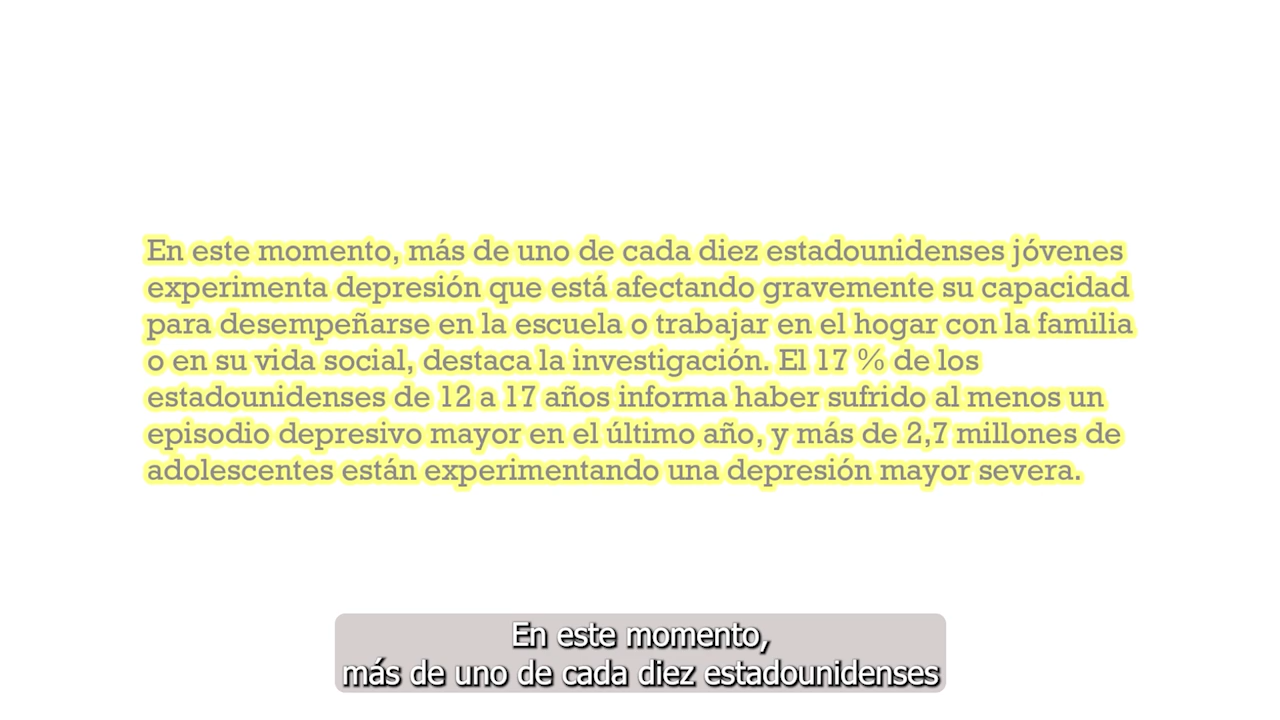 En este momento, más de uno de cada diez estadounidenses jóvenes
experimenta depresión que está afectando gravemente su capacidad
para desempeñarse en la escuela o trabajar en el hogar con la familia
o en su vida social, destaca la investigación. El 17 % de los
estadounidenses de 12 a 17 años informa haber sufrido al menos un
episodio depresivo mayor en el último año, y más de 2,7 millones de
adolescentes están experimentando una depresión mayor severa.
En este momento,
más de uno de cada diez estadounidenses